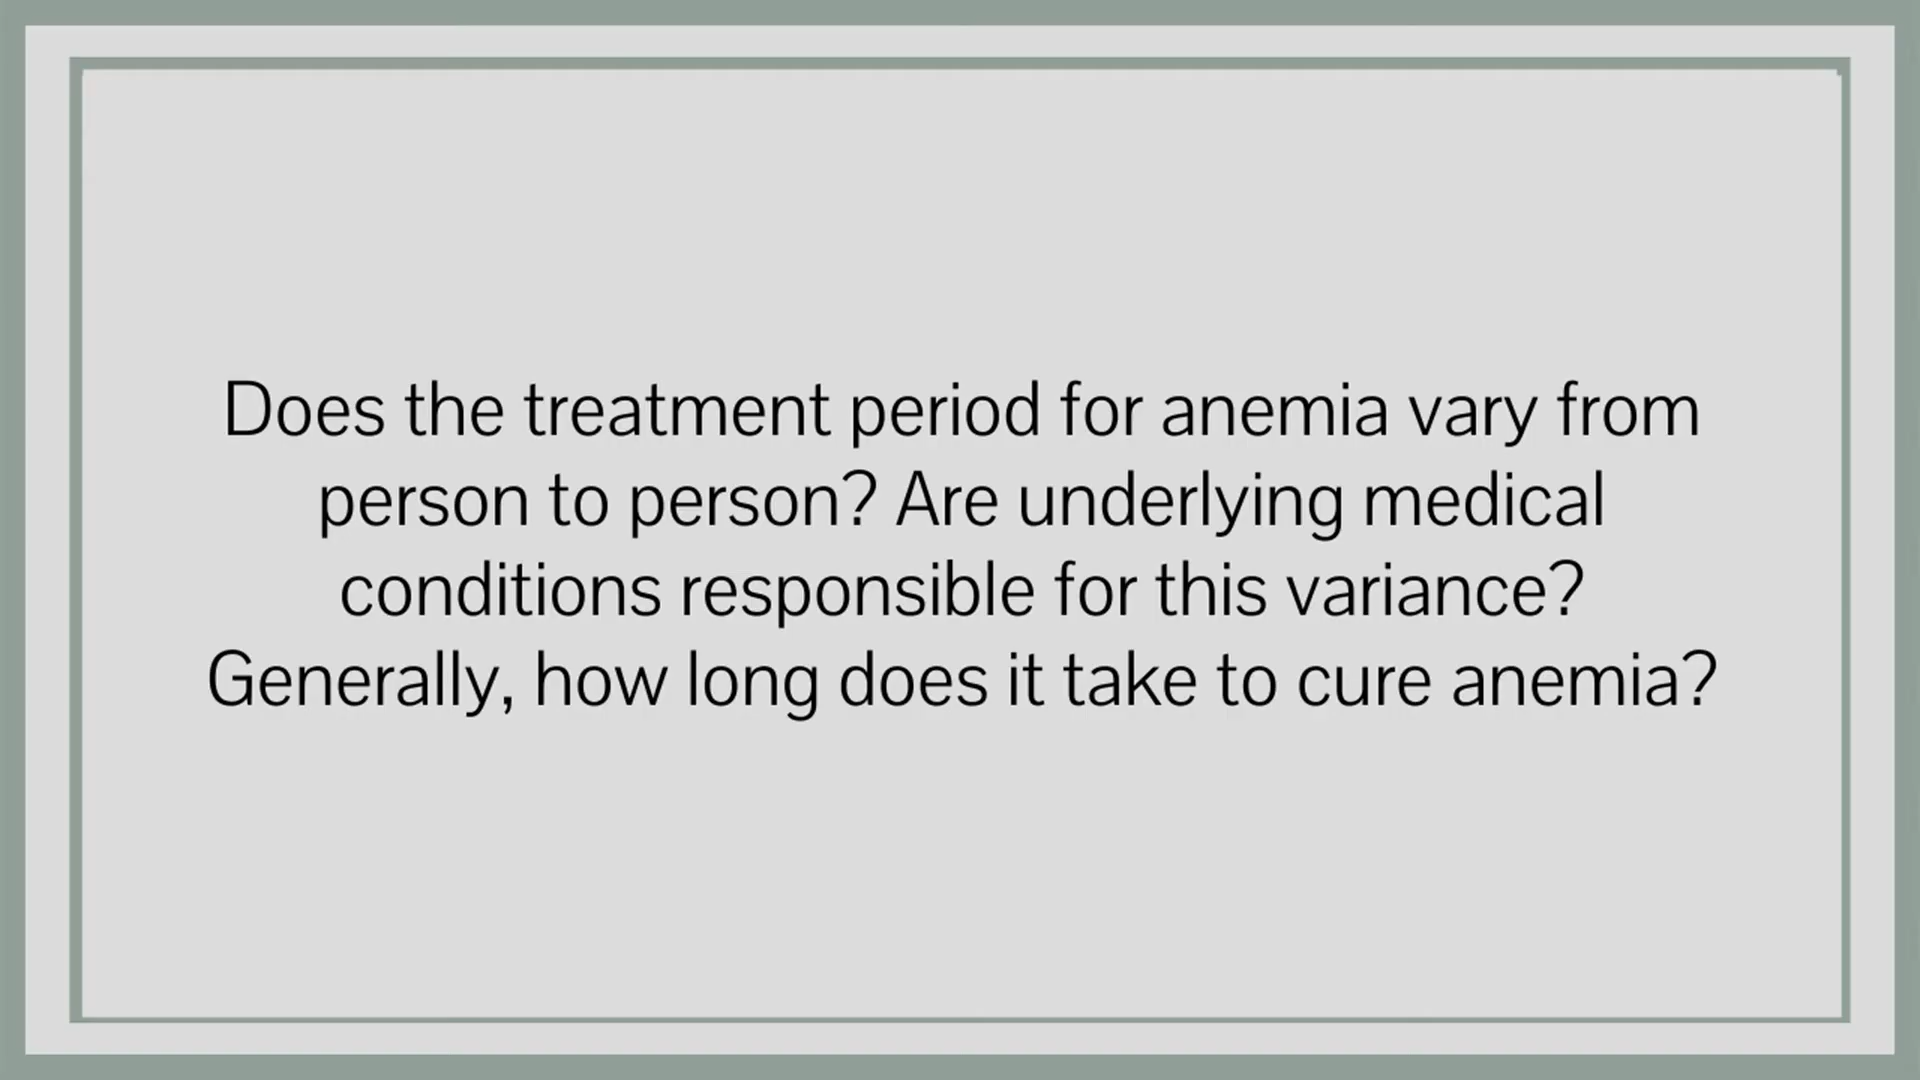 Does the treatment period for anemia vary from
person to person? Are underlying medical
conditions responsible for this variance?
Generally, how long does it take to cure anemia?